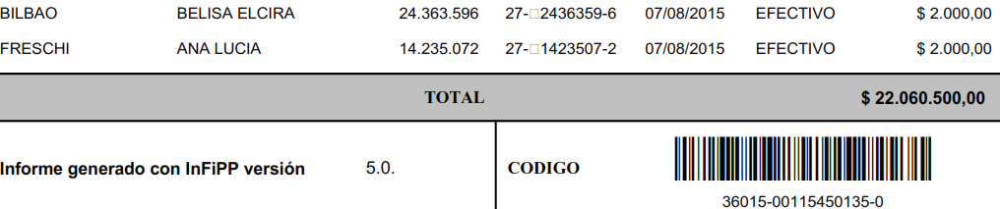 BILBAO BELISA ELCIRA 24.363.596 27-□2436359-6 07/08/2015 EFECTIVO $ 2.000,00
FRESCHI ANA LUCIA 14.235.072 27-□1423507-2 07/08/2015 EFECTIVO $ 2.000,00
TOTAL $ 22.060.500,00
Informe generado con InFiPP versión 5.0. CODIGO
36015-00115450135-0